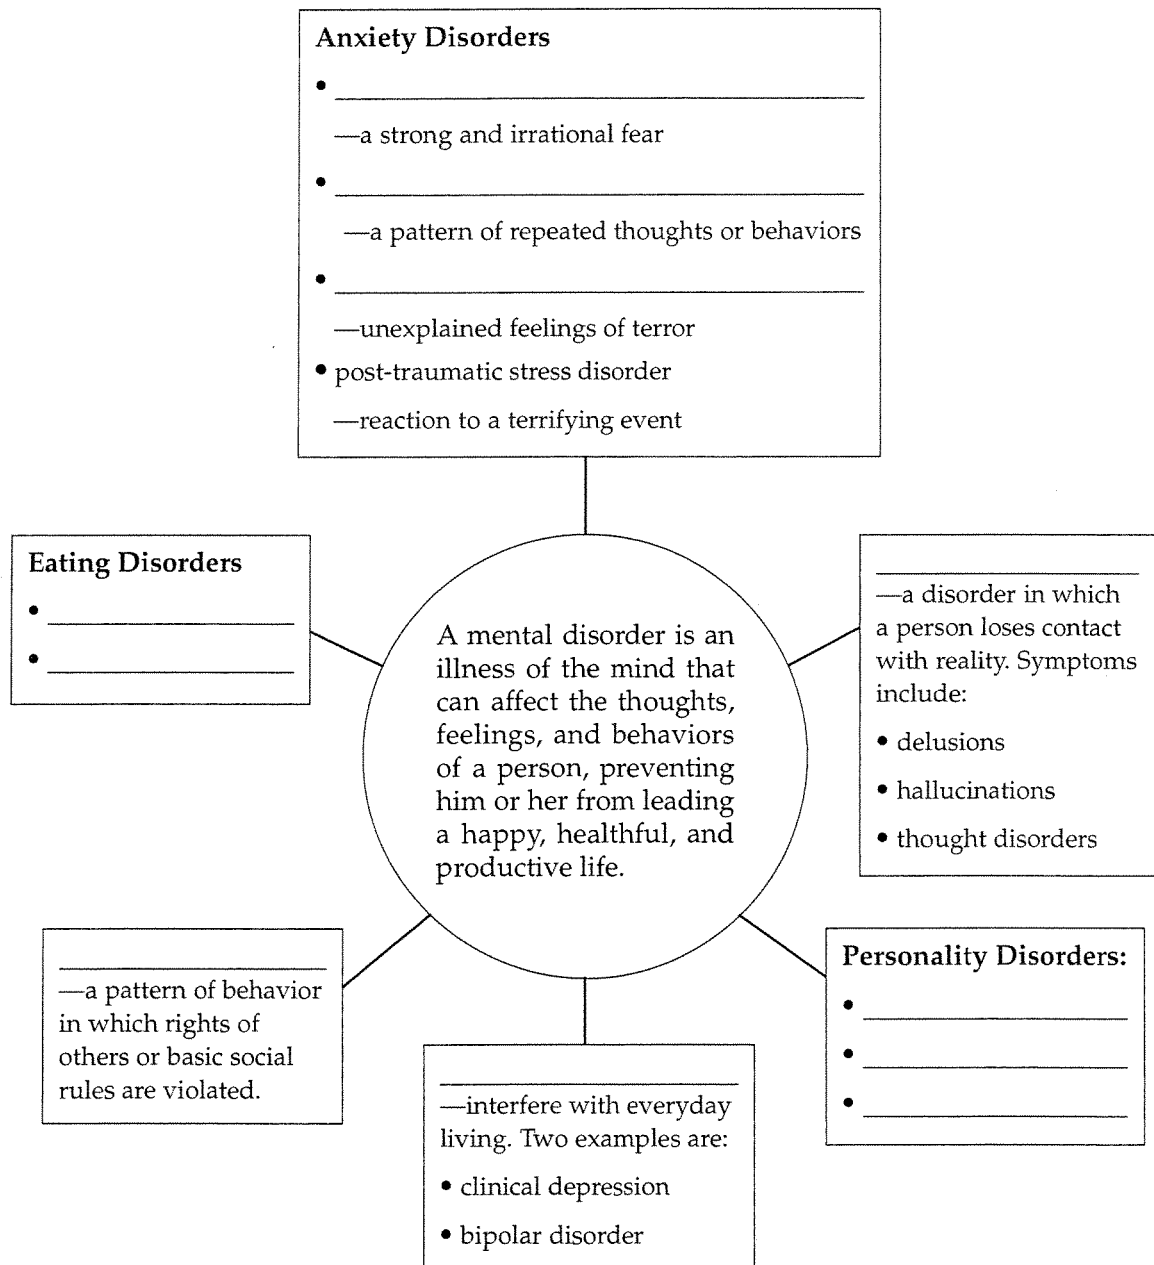 Anxiety Disorders
•
—a strong and irrational fear
•
—a pattern of repeated thoughts or behaviors
•
—unexplained feelings of terror
• post-traumatic stress disorder
—reaction to a terrifying event
Eating Disorders
•
•
A mental disorder is an
illness of the mind that
can affect the thoughts,
feelings, and behaviors
of a person, preventing
him or her from leading
a happy, healthful, and
productive life.
—a disorder in which
a person loses contact
with reality. Symptoms
include:
• delusions
• hallucinations
• thought disorders
—a pattern of behavior
in which rights of
others or basic social
rules are violated.
—interfere with everyday
living. Two examples are:
• clinical depression
• bipolar disorder
Personality Disorders:
•
•
•